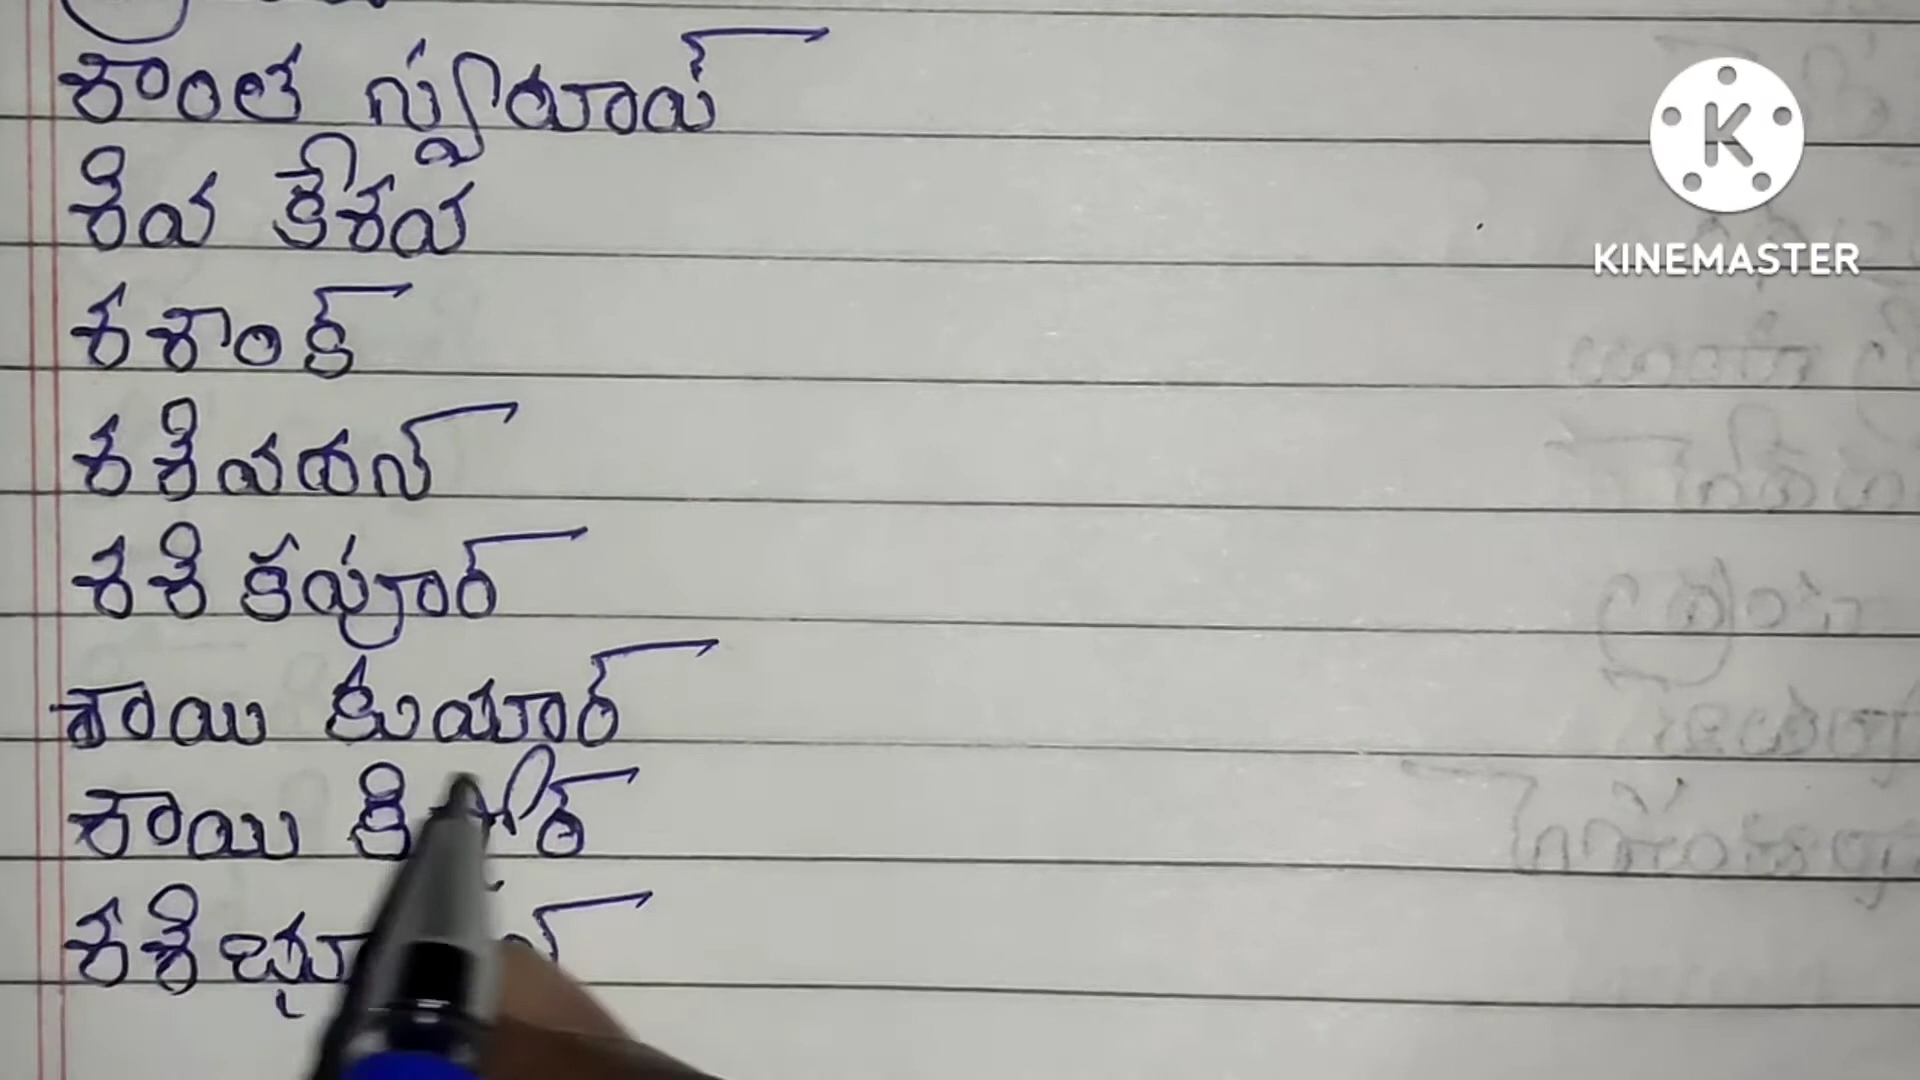 శాంత స్వరూప్
శివ కేశవ
శశాంక్
శశివదన్
శశి కపూర్
శాయి కుమార్
శాయి కిషోర్
శశి
KINEMASTER